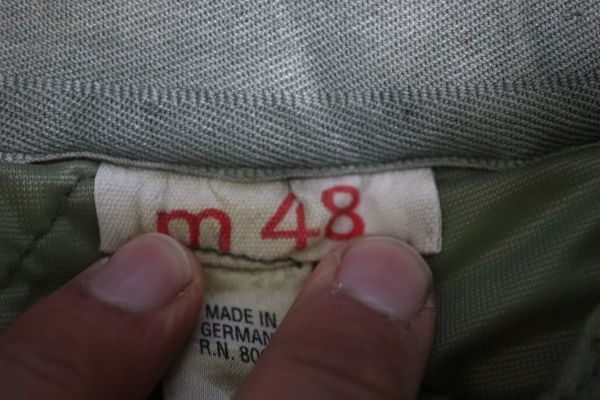 m 48
MADE IN
GERMAN
R.N. 80